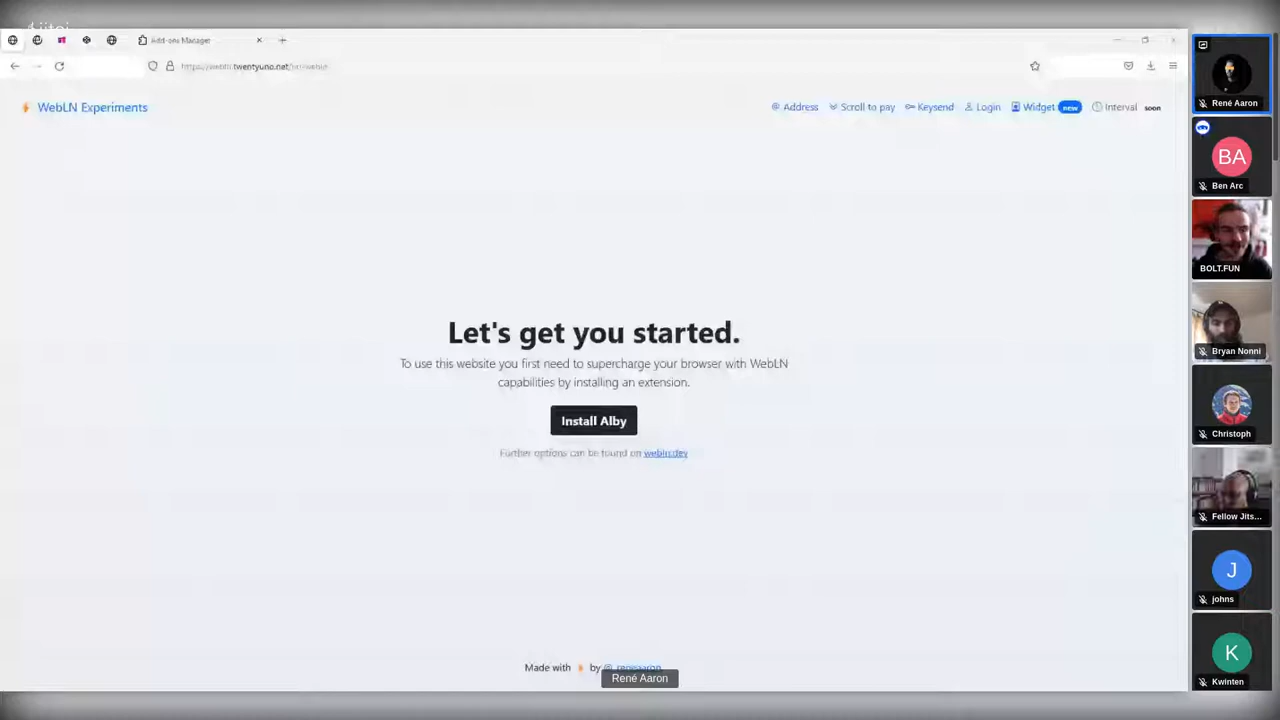 Add-ons Manager
twentyuno.net
WebLN Experiments
Address
Scroll to pay
Keysend
Login
Widget new
Interval soon
Let's get you started.
To use this website you first need to supercharge your browser with WebLN
capabilities by installing an extension.
Install Alby
Further options can be found on webln.dev
Made with by @
René Aaron
René Aaron
BA
Ben Arc
BOLT.FUN
Bryan Nonni
Christoph
Fellow Jits...
J
johns
K
Kwinten